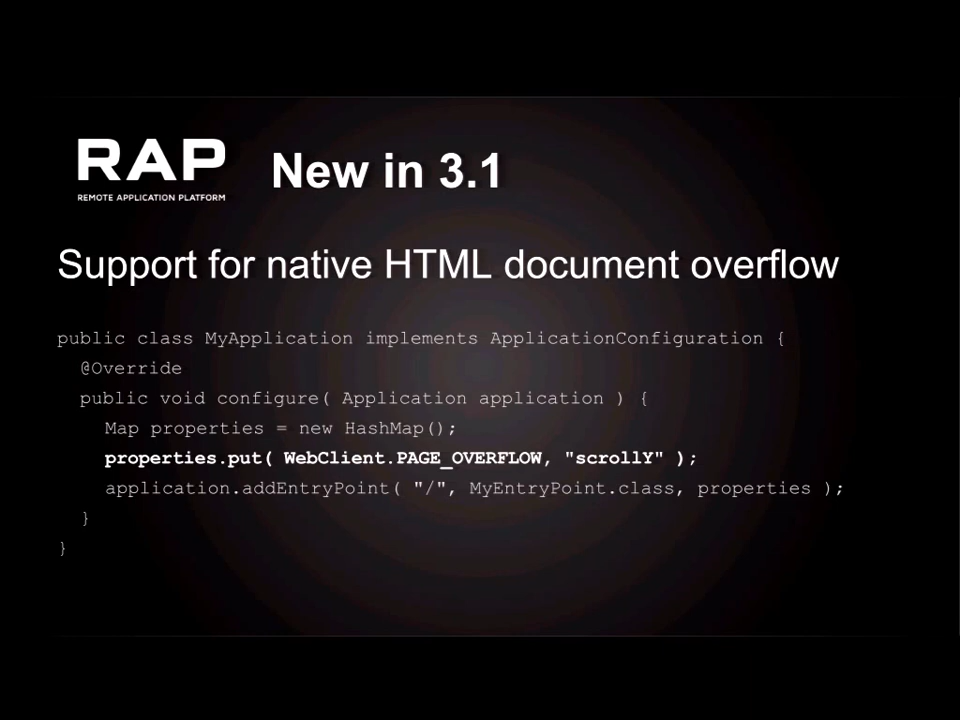 RAP
REMOTE APPLICATION PLATFORM
New in 3.1
Support for native HTML document overflow
public class MyApplication implements ApplicationConfiguration {
@Override
public void configure( Application application ) {
Map properties = new HashMap();
properties.put( WebClient.PAGE_OVERFLOW, "scrollY" );
application.addEntryPoint( "/", MyEntryPoint.class, properties );
}
}